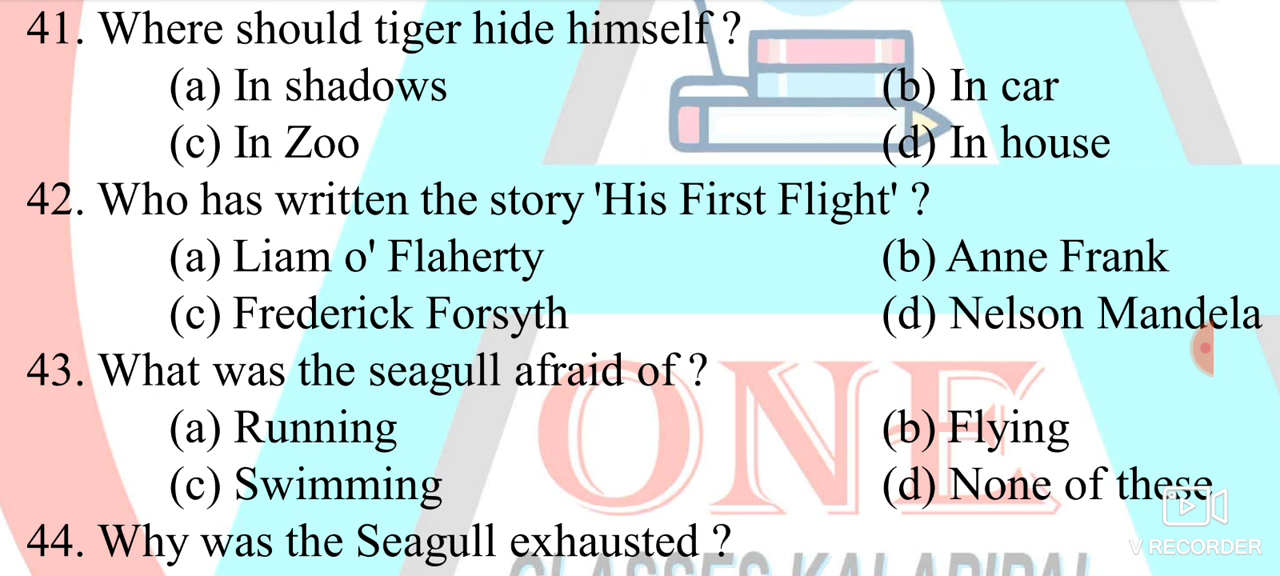 41. Where should tiger hide himself ?
(a) In shadows (b) In car
(c) In Zoo (d) In house
42. Who has written the story 'His First Flight' ?
(a) Liam o' Flaherty (b) Anne Frank
(c) Frederick Forsyth (d) Nelson Mandela
43. What was the seagull afraid of ?
(a) Running (b) Flying
(c) Swimming (d) None of these
44. Why was the Seagull exhausted ?
ONE
V RECORDER